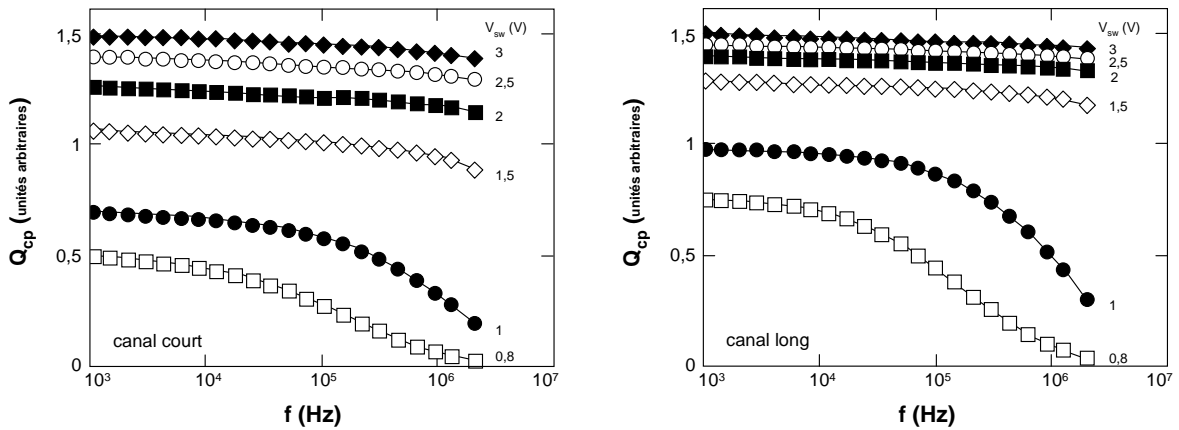 V_sw (V)
1,5
3
2,5
2
1
1,5
Q_cp (unités arbitraires)
0,5
1
canal court
0,8
0
10³ 10⁴ 10⁵ 10⁶ 10⁷
f (Hz)
V_sw (V)
1,5
3
2,5
2
1,5
1
Q_cp (unités arbitraires)
0,5
1
canal long
0,8
0
10³ 10⁴ 10⁵ 10⁶ 10⁷
f (Hz)